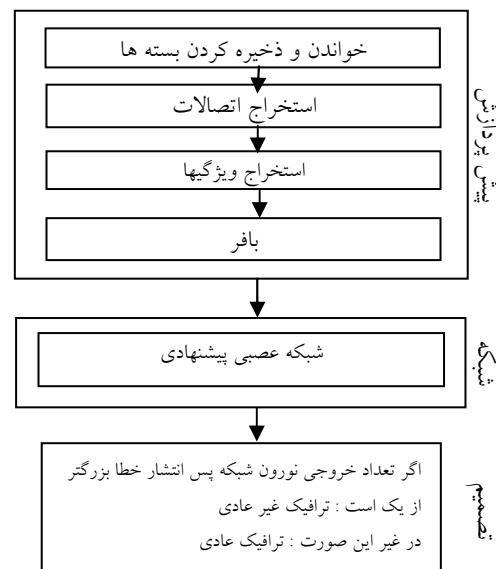 خواندن و ذخیره کردن بسته ها
استخراج اتصالات
استخراج ویژگیها
بافر
پیش پردازش
شبکه عصبی پیشنهادی
شبکه
اگر تعداد خروجی نورون شبکه پس انتشار خطا بزرگتر
از یک است : ترافیک غیر عادی
در غیر این صورت : ترافیک عادی
تصمیم